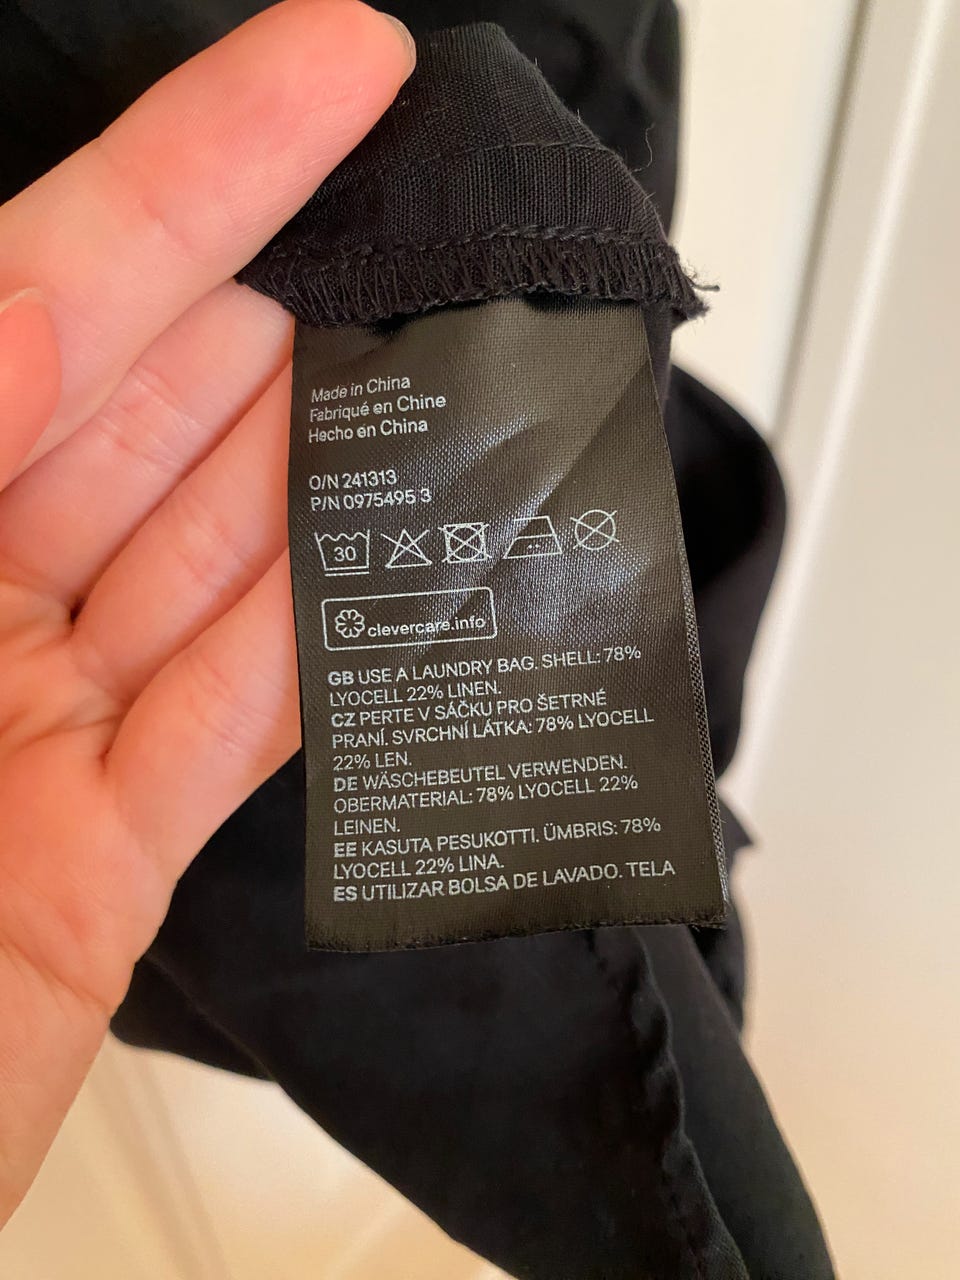 Made in China
Fabriqué en Chine
Hecho en China
O/N 241313
P/N 0975495 3
30
clevercare.info
GB USE A LAUNDRY BAG. SHELL: 78%
LYOCELL 22% LINEN.
CZ PERTE V SÁČKU PRO ŠETRNÉ
PRANÍ. SVRCHNÍ LÁTKA: 78% LYOCELL
22% LEN.
DE WÄSCHEBEUTEL VERWENDEN.
OBERMATERIAL: 78% LYOCELL 22%
LEINEN.
EE KASUTA PESUKOTTI. ÜMBRIS: 78%
LYOCELL 22% LINA.
ES UTILIZAR BOLSA DE LAVADO. TELA